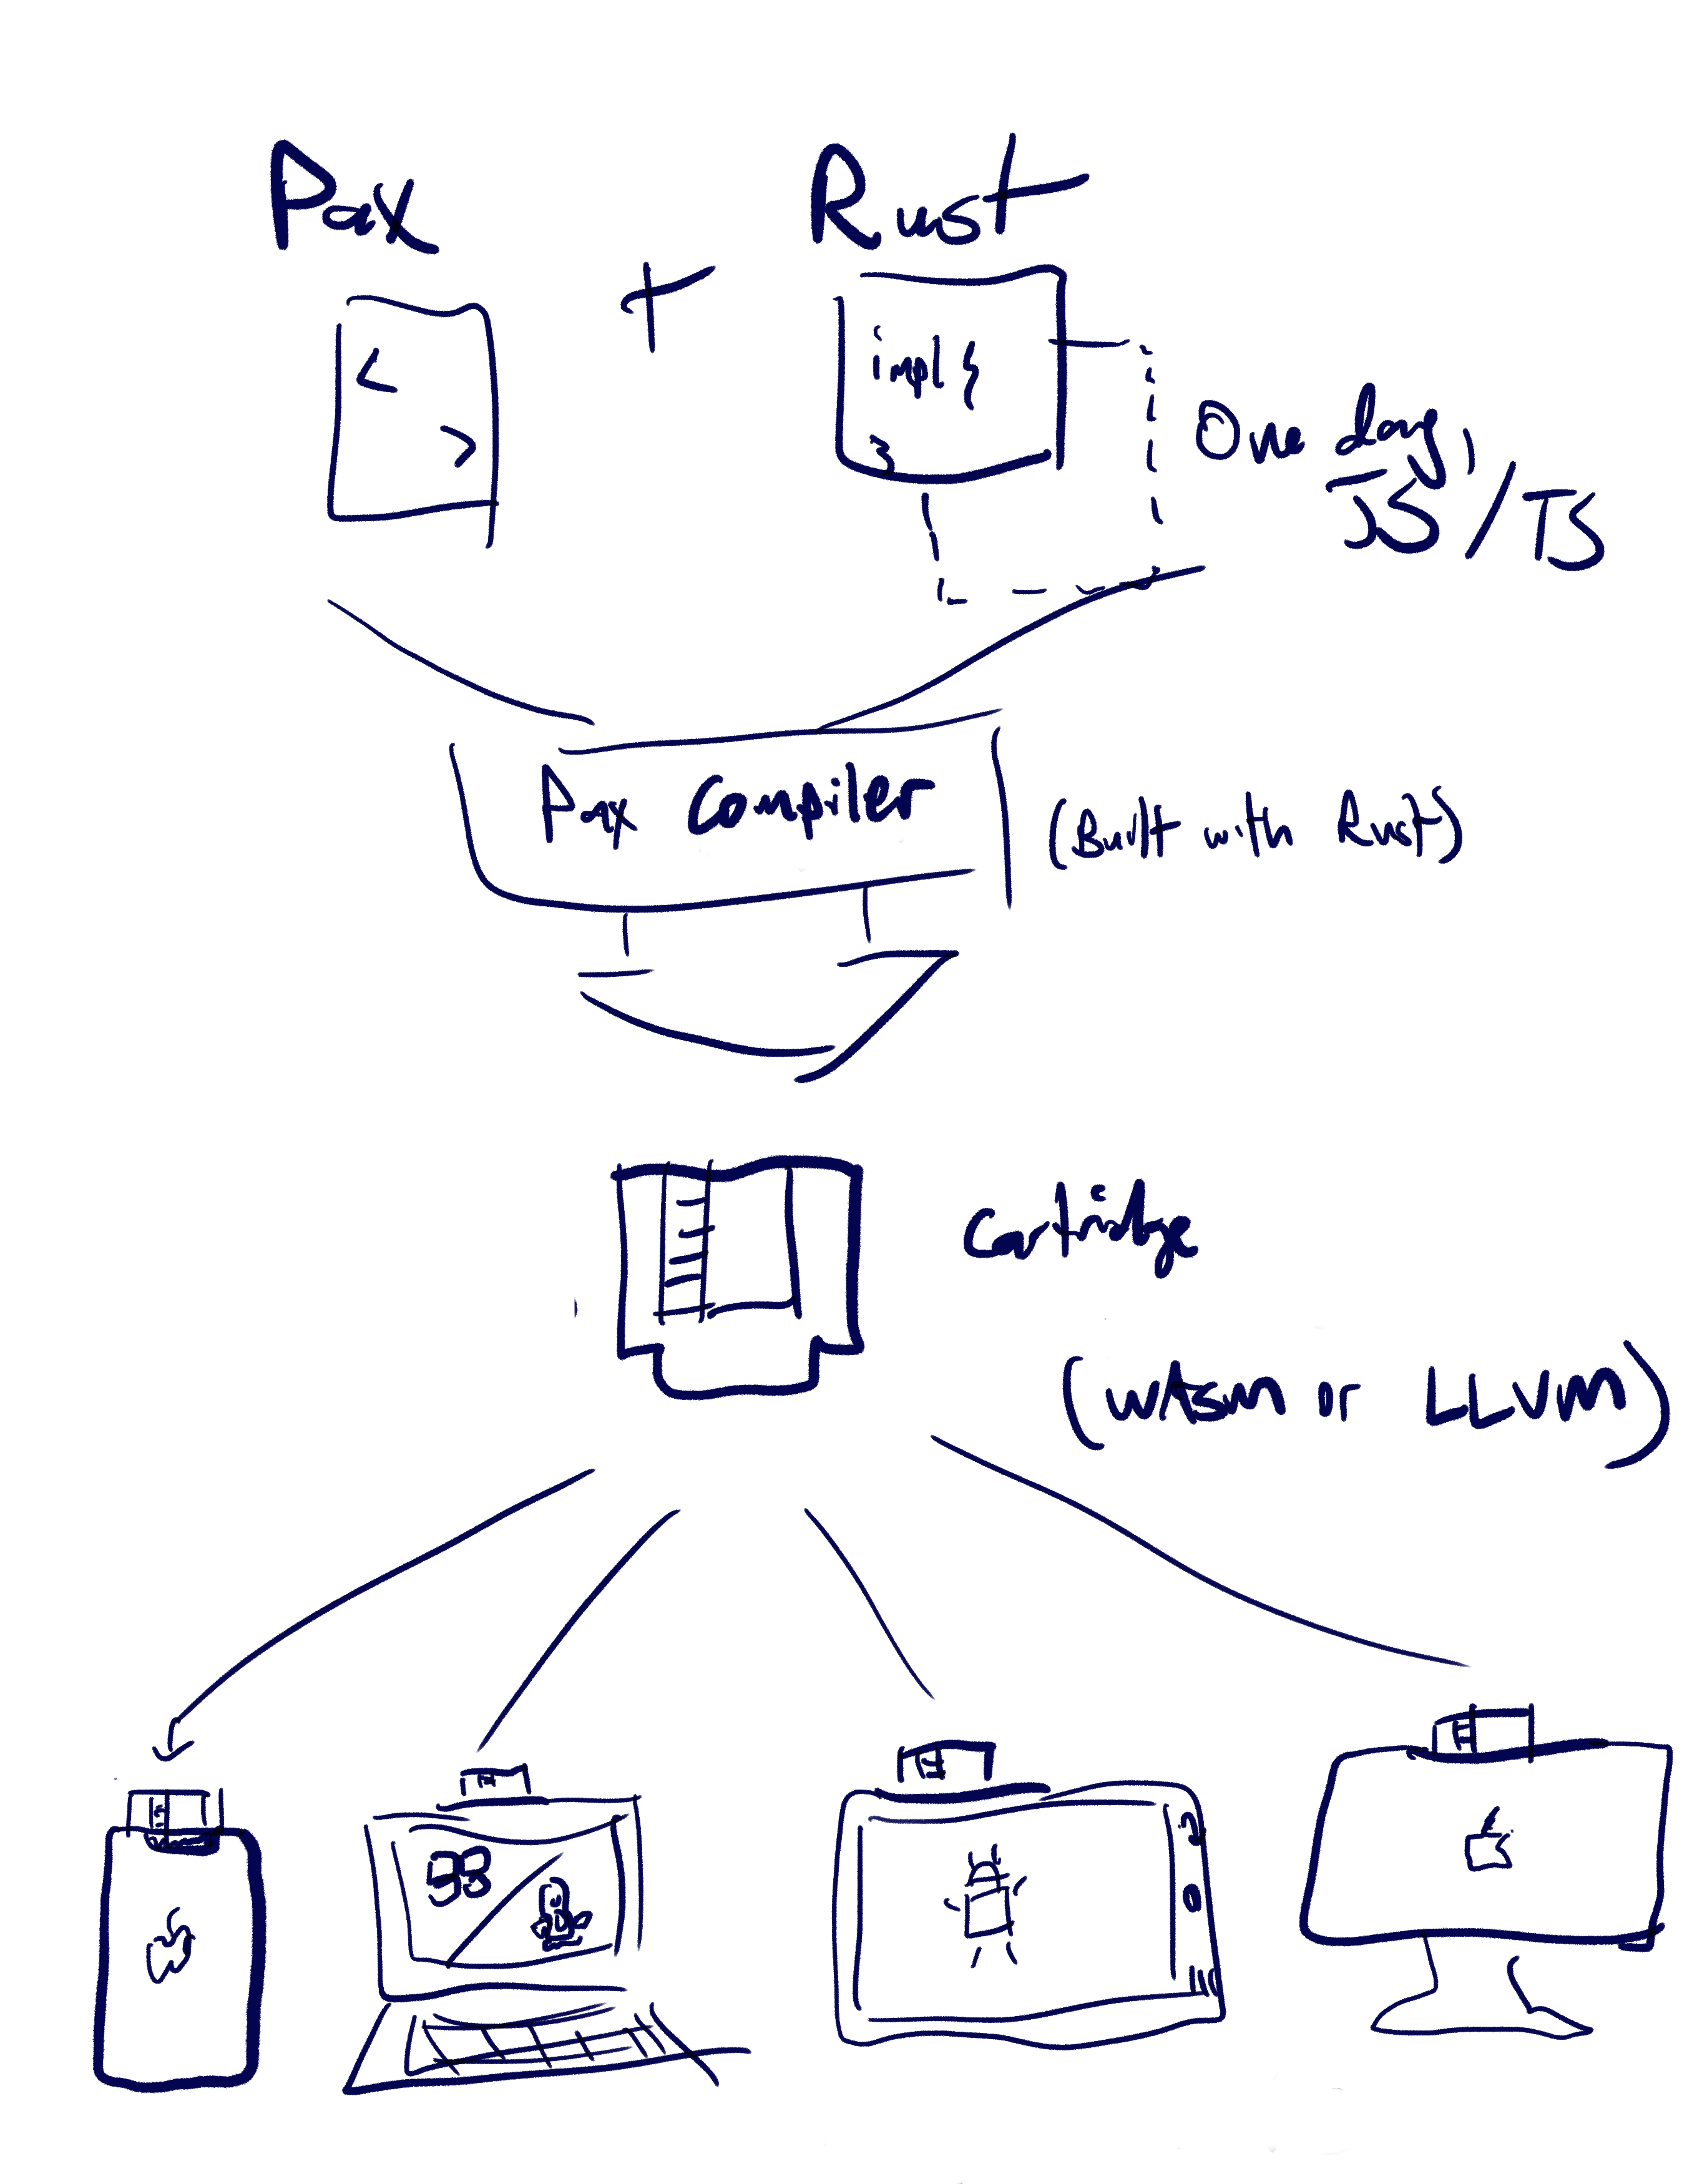 Pax
+
Rust
<
>
impl {
}
One day,
JS/TS
Pax Compiler
(Built with Rust)
Cartridge
(WASM or LLVM)